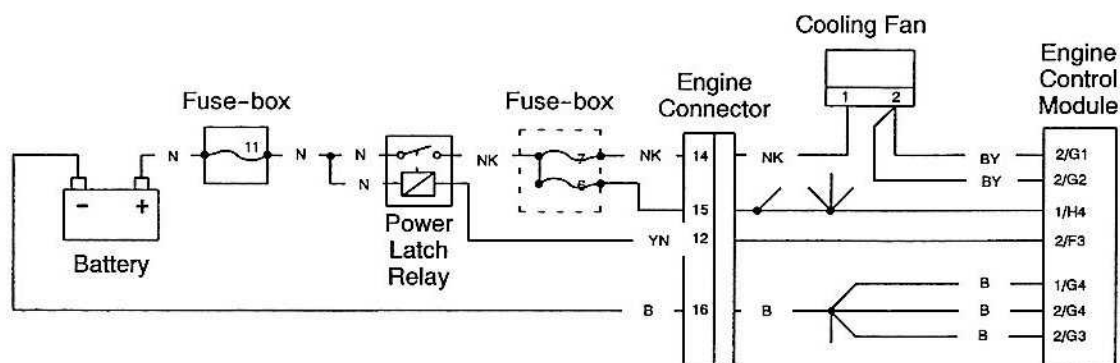 Cooling Fan
Engine
Control
Module
Engine
Connector
Fuse-box
Fuse-box
1 2
11
N N N NK 7 NK 14 NK BY 2/G1
N 6 BY 2/G2
- +
15 1/H4
YN 12 2/F3
Battery
Power
Latch
Relay
B 1/G4
B 16 B B 2/G4
B 2/G3